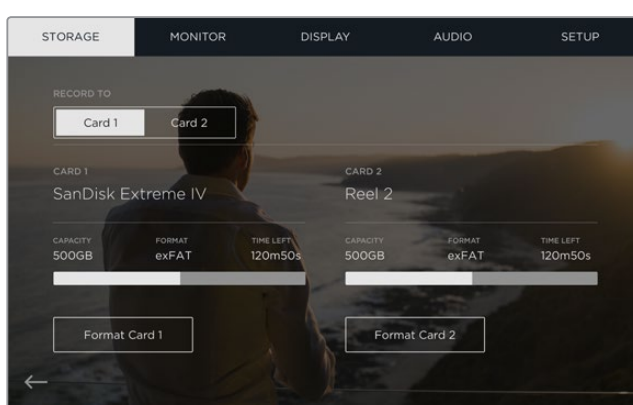 STORAGE MONITOR DISPLAY AUDIO SETUP
RECORD TO
Card 1 Card 2
CARD 1 CARD 2
SanDisk Extreme IV Reel 2
CAPACITY FORMAT TIME LEFT CAPACITY FORMAT TIME LEFT
500GB exFAT 120m50s 500GB exFAT 120m50s
Format Card 1 Format Card 2